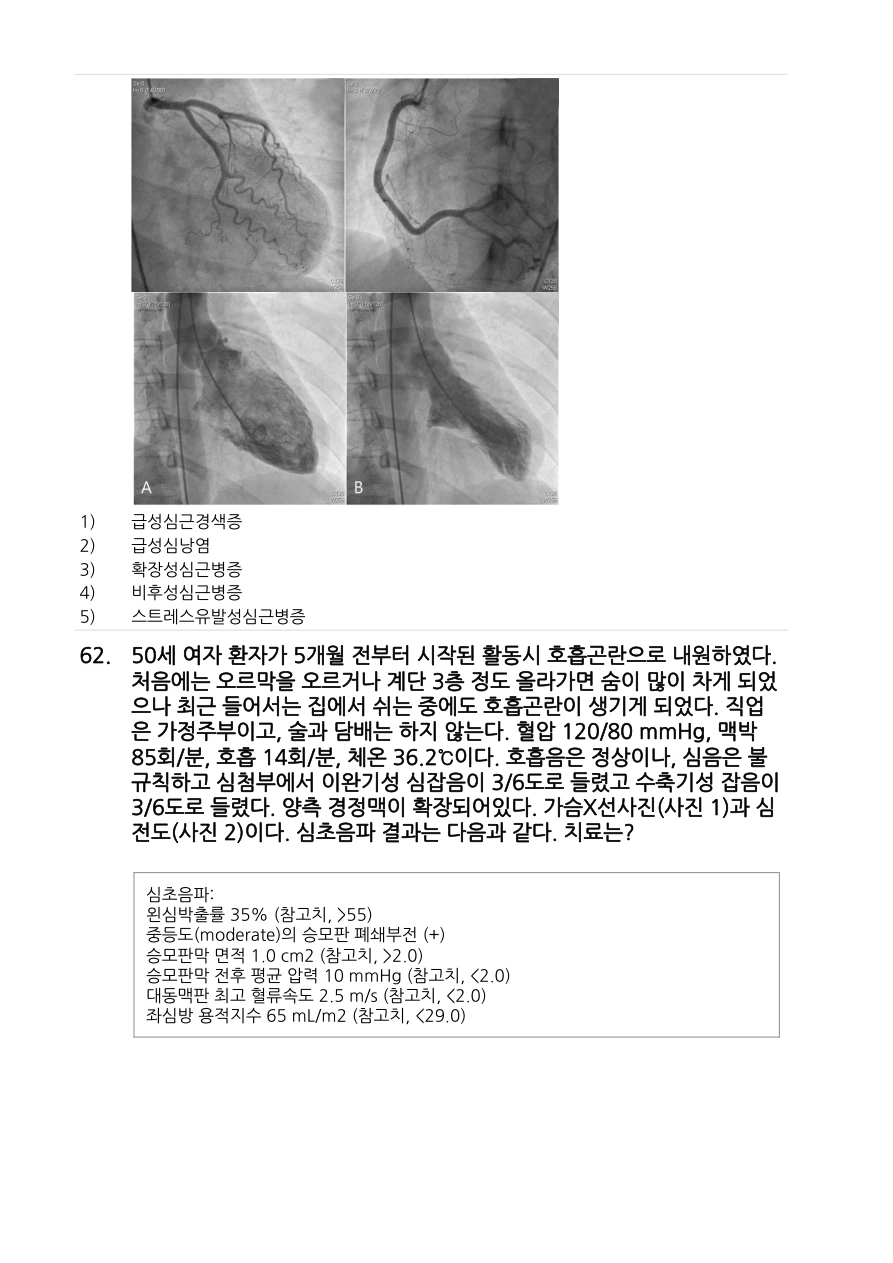 A
B
1) 급성심근경색증
2) 급성심낭염
3) 확장성심근병증
4) 비후성심근병증
5) 스트레스유발성심근병증
62. 50세 여자 환자가 5개월 전부터 시작된 활동시 호흡곤란으로 내원하였다.
처음에는 오르막을 오르거나 계단 3층 정도 올라가면 숨이 많이 차게 되었
으나 최근 들어서는 집에서 쉬는 중에도 호흡곤란이 생기게 되었다. 직업
은 가정주부이고, 술과 담배는 하지 않는다. 혈압 120/80 mmHg, 맥박
85회/분, 호흡 14회/분, 체온 36.2℃이다. 호흡음은 정상이나, 심음은 불
규칙하고 심첨부에서 이완기성 심잡음이 3/6도로 들렸고 수축기성 잡음이
3/6도로 들렸다. 양측 경정맥이 확장되어있다. 가슴X선사진(사진 1)과 심
전도(사진 2)이다. 심초음파 결과는 다음과 같다. 치료는?
심초음파:
왼심박출률 35% (참고치, >55)
중등도(moderate)의 승모판 폐쇄부전 (+)
승모판막 면적 1.0 cm2 (참고치, >2.0)
승모판막 전후 평균 압력 10 mmHg (참고치, <2.0)
대동맥판 최고 혈류속도 2.5 m/s (참고치, <2.0)
좌심방 용적지수 65 mL/m2 (참고치, <29.0)